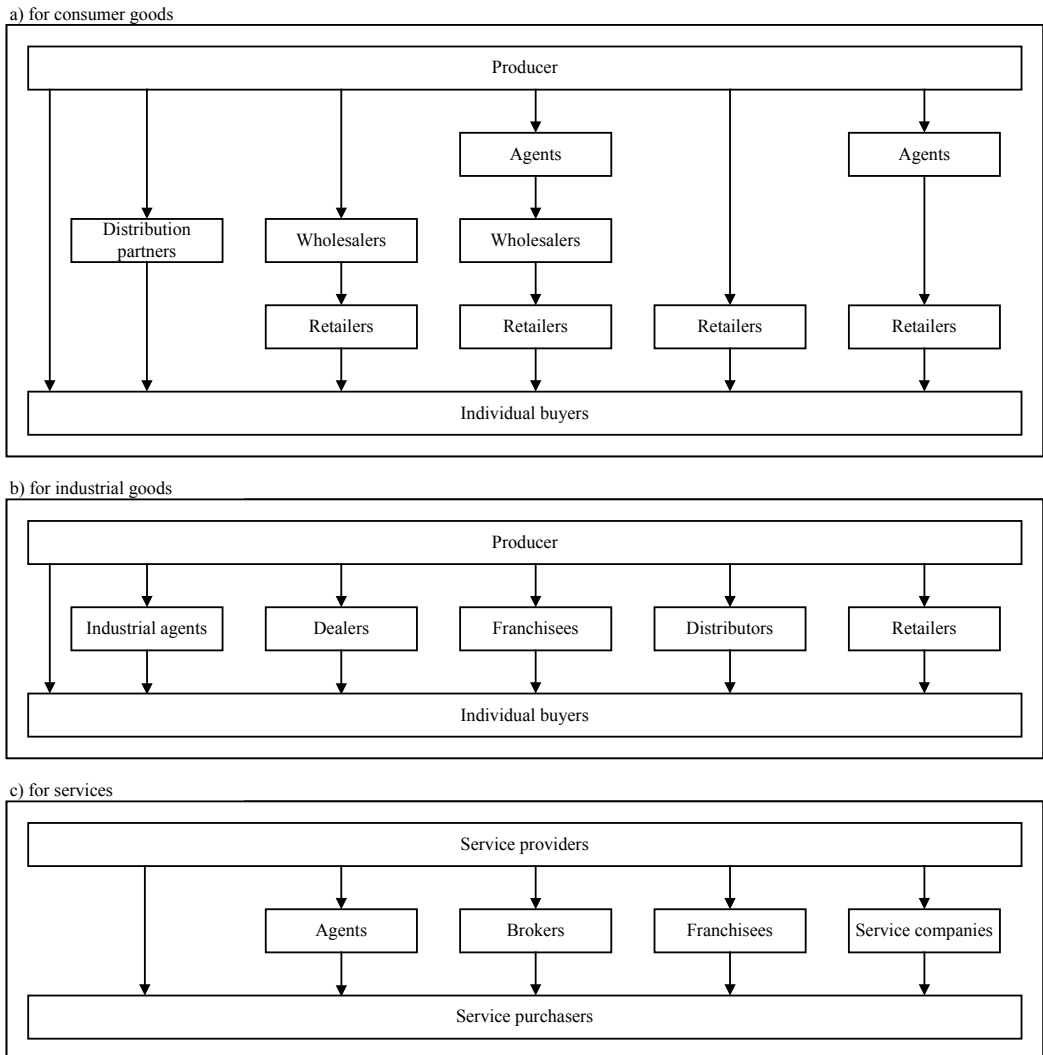 a) for consumer goods
Producer
Agents
Agents
Distribution
partners
Wholesalers
Wholesalers
Retailers
Retailers
Retailers
Retailers
Individual buyers
b) for industrial goods
Producer
Industrial agents
Dealers
Franchisees
Distributors
Retailers
Individual buyers
c) for services
Service providers
Agents
Brokers
Franchisees
Service companies
Service purchasers